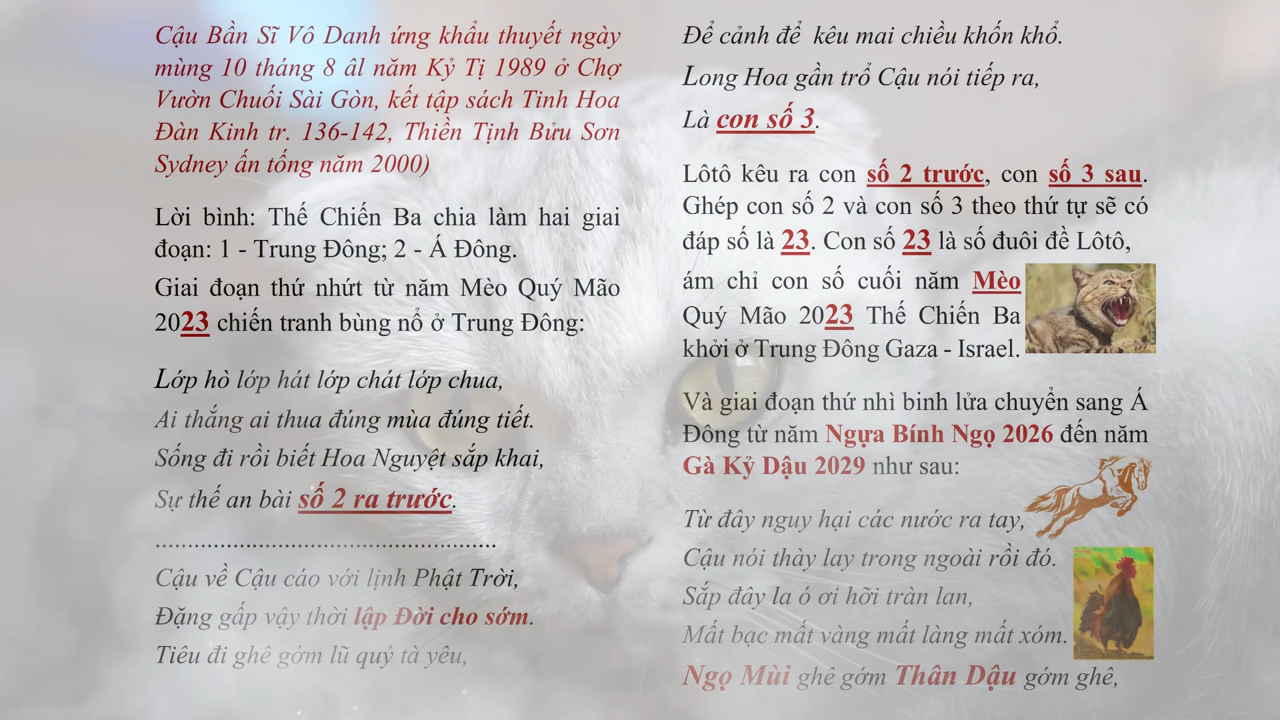 Cậu Bần Sĩ Vô Danh ứng khẩu thuyết ngày
mùng 10 tháng 8 âl năm Kỷ Tị 1989 ở Chợ
Vườn Chuối Sài Gòn, kết tập sách Tinh Hoa
Đàn Kinh tr. 136-142, Thiền Tịnh Bửu Sơn
Sydney ấn tống năm 2000)
Lời bình: Thế Chiến Ba chia làm hai giai
đoạn: 1 - Trung Đông; 2 - Á Đông.
Giai đoạn thứ nhứt từ năm Mèo Quý Mão
2023 chiến tranh bùng nổ ở Trung Đông:
Lớp hò lớp hát lớp chát lớp chua,
Ai thắng ai thua đúng mùa đúng tiết.
Sống đi rồi biết Hoa Nguyệt sắp khai,
Sự thế an bài số 2 ra trước.
....................................................
Cậu về Cậu cáo với lịnh Phật Trời,
Đặng gấp vậy thời lập Đời cho sớm.
Tiêu đi ghê gớm lũ quỷ tà yêu,
Để cảnh để kêu mai chiều khốn khổ.
Long Hoa gần trổ Cậu nói tiếp ra,
Là con số 3.
Lôtô kêu ra con số 2 trước, con số 3 sau.
Ghép con số 2 và con số 3 theo thứ tự sẽ có
đáp số là 23. Con số 23 là số đuôi đề Lôtô,
ám chỉ con số cuối năm Mèo
Quý Mão 2023 Thế Chiến Ba
khởi ở Trung Đông Gaza - Israel.
Và giai đoạn thứ nhì binh lửa chuyển sang Á
Đông từ năm Ngựa Bính Ngọ 2026 đến năm
Gà Kỷ Dậu 2029 như sau:
Từ đây nguy hại các nước ra tay,
Cậu nói thày lay trong ngoài rồi đó.
Sắp đây la ó ơi hỡi tràn lan,
Mất bạc mất vàng mất làng mất xóm.
Ngọ Mùi ghê gớm Thân Dậu gớm ghê,